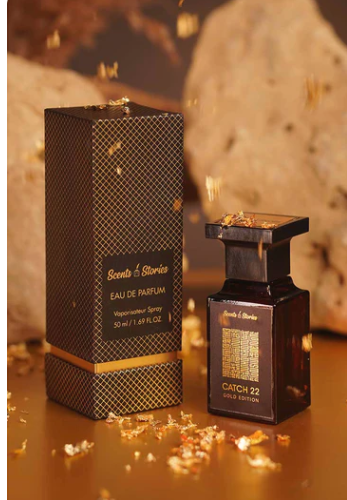 Scents & Stories
EAU DE PARFUM
Vaporisateur Spray
50 ml / 1.69 FL.OZ.
Scents & Stories
CATCH 22
GOLD EDITION